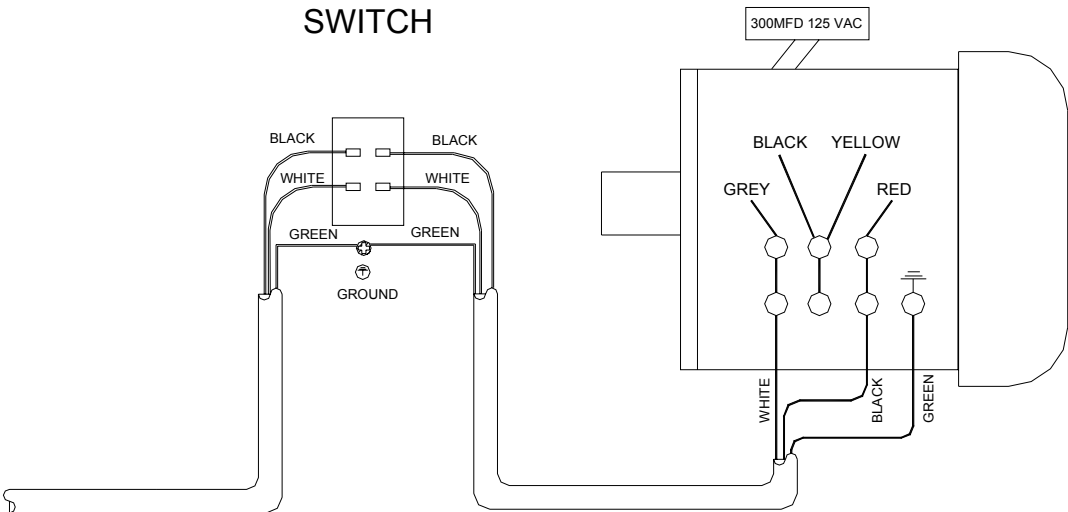 SWITCH
300MFD 125 VAC
BLACK
BLACK
WHITE
WHITE
GREEN
GREEN
GROUND
BLACK YELLOW
GREY
RED
WHITE
BLACK
GREEN